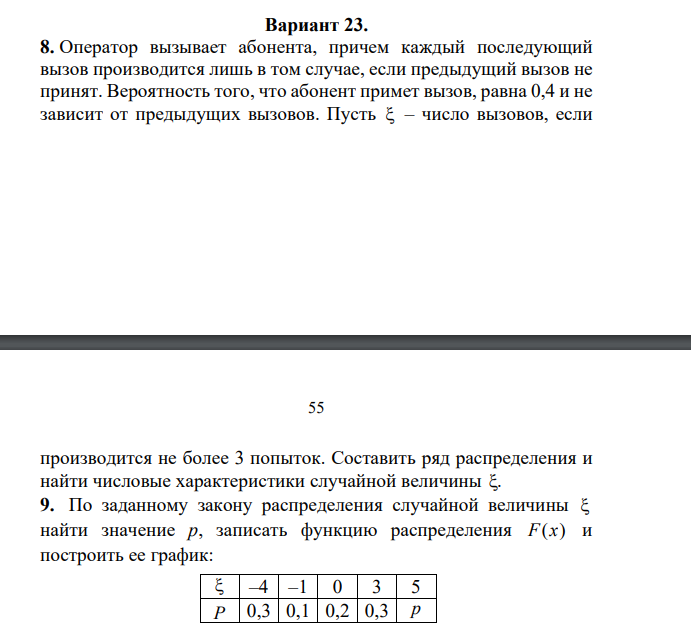 Вариант 23.
8. Оператор вызывает абонента, причем каждый последующий
вызов производится лишь в том случае, если предыдущий вызов не
принят. Вероятность того, что абонент примет вызов, равна 0,4 и не
зависит от предыдущих вызовов. Пусть ξ – число вызовов, если
55
производится не более 3 попыток. Составить ряд распределения и
найти числовые характеристики случайной величины ξ.
9. По заданному закону распределения случайной величины ξ
найти значение p, записать функцию распределения F(x) и
построить ее график:
ξ –4 –1 0 3 5
P 0,3 0,1 0,2 0,3 p